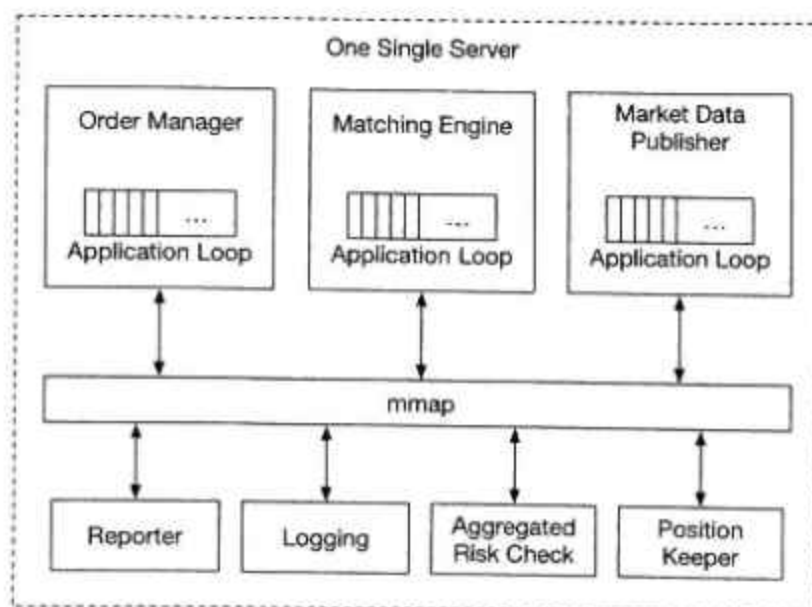 One Single Server
Order Manager
Matching Engine
Market Data
Publisher
...
...
...
Application Loop
Application Loop
Application Loop
mmap
Reporter
Logging
Aggregated
Risk Check
Position
Keeper